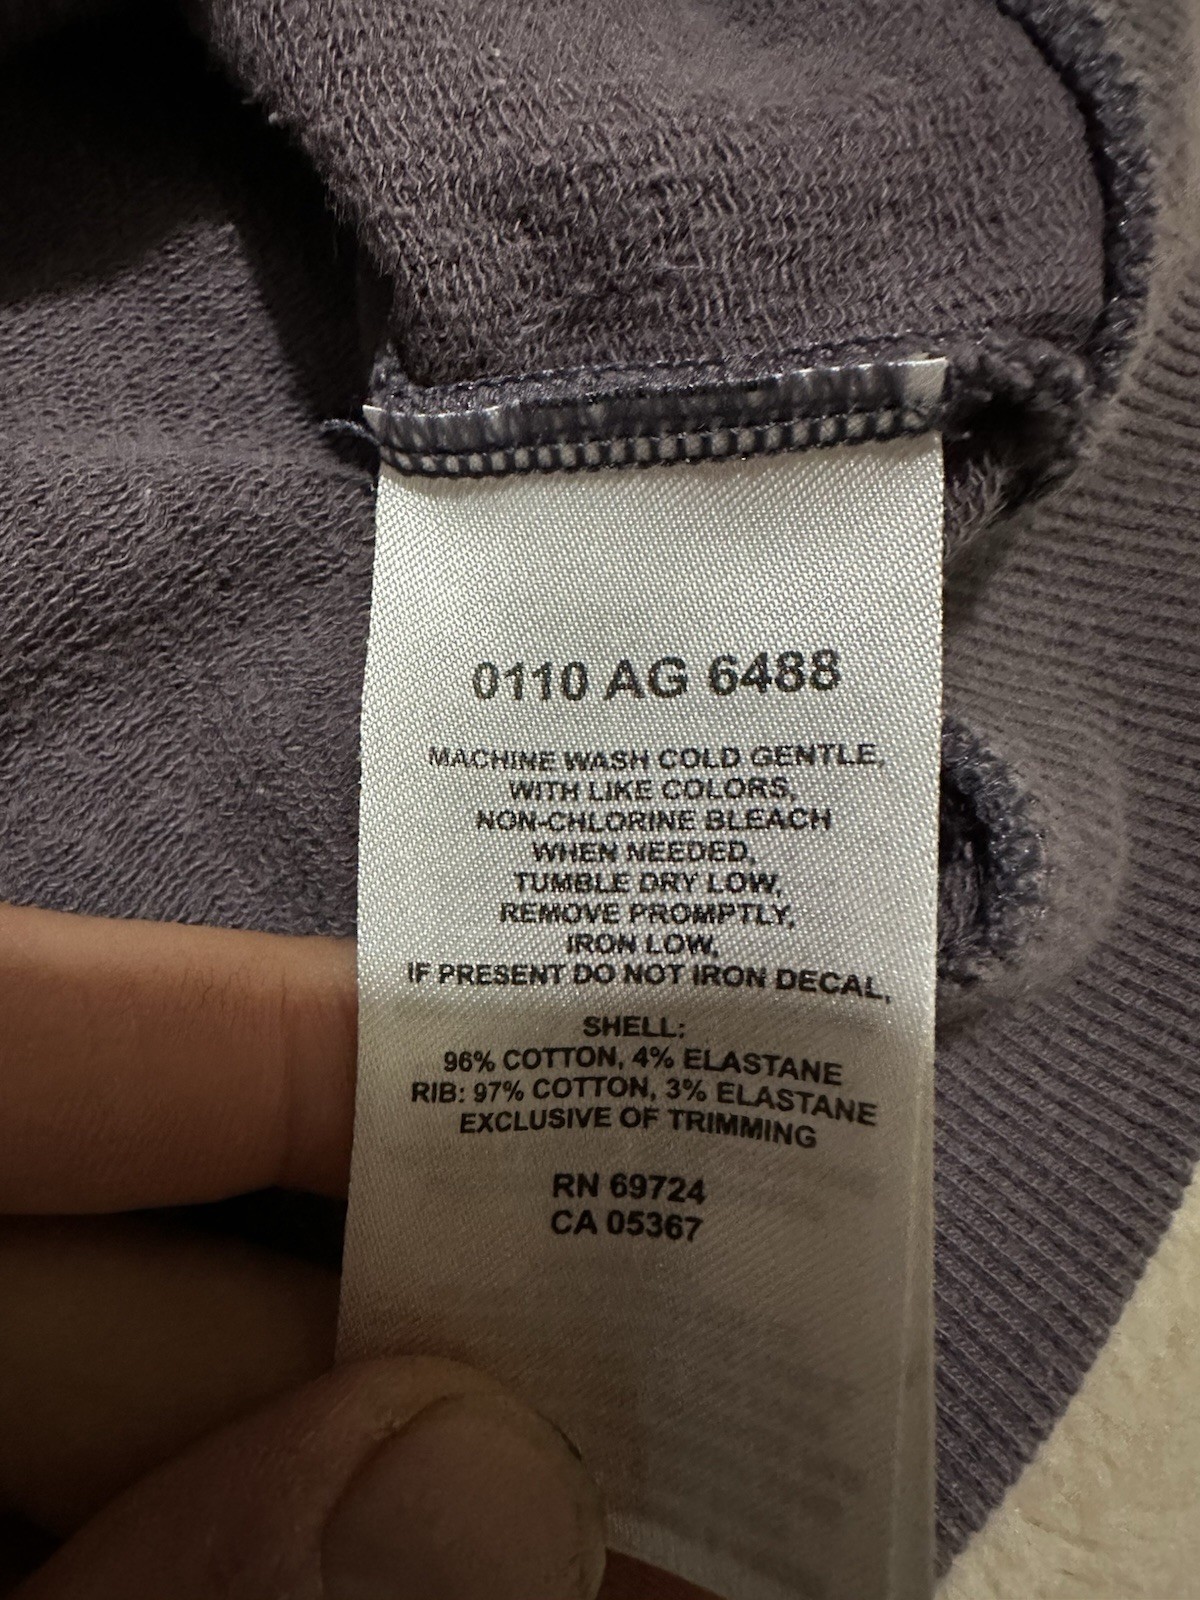 0110 AG 6488
MACHINE WASH COLD GENTLE,
WITH LIKE COLORS,
NON-CHLORINE BLEACH
WHEN NEEDED,
TUMBLE DRY LOW,
REMOVE PROMPTLY,
IRON LOW,
IF PRESENT DO NOT IRON DECAL,
SHELL:
96% COTTON, 4% ELASTANE
RIB: 97% COTTON, 3% ELASTANE
EXCLUSIVE OF TRIMMING
RN 69724
CA 05367